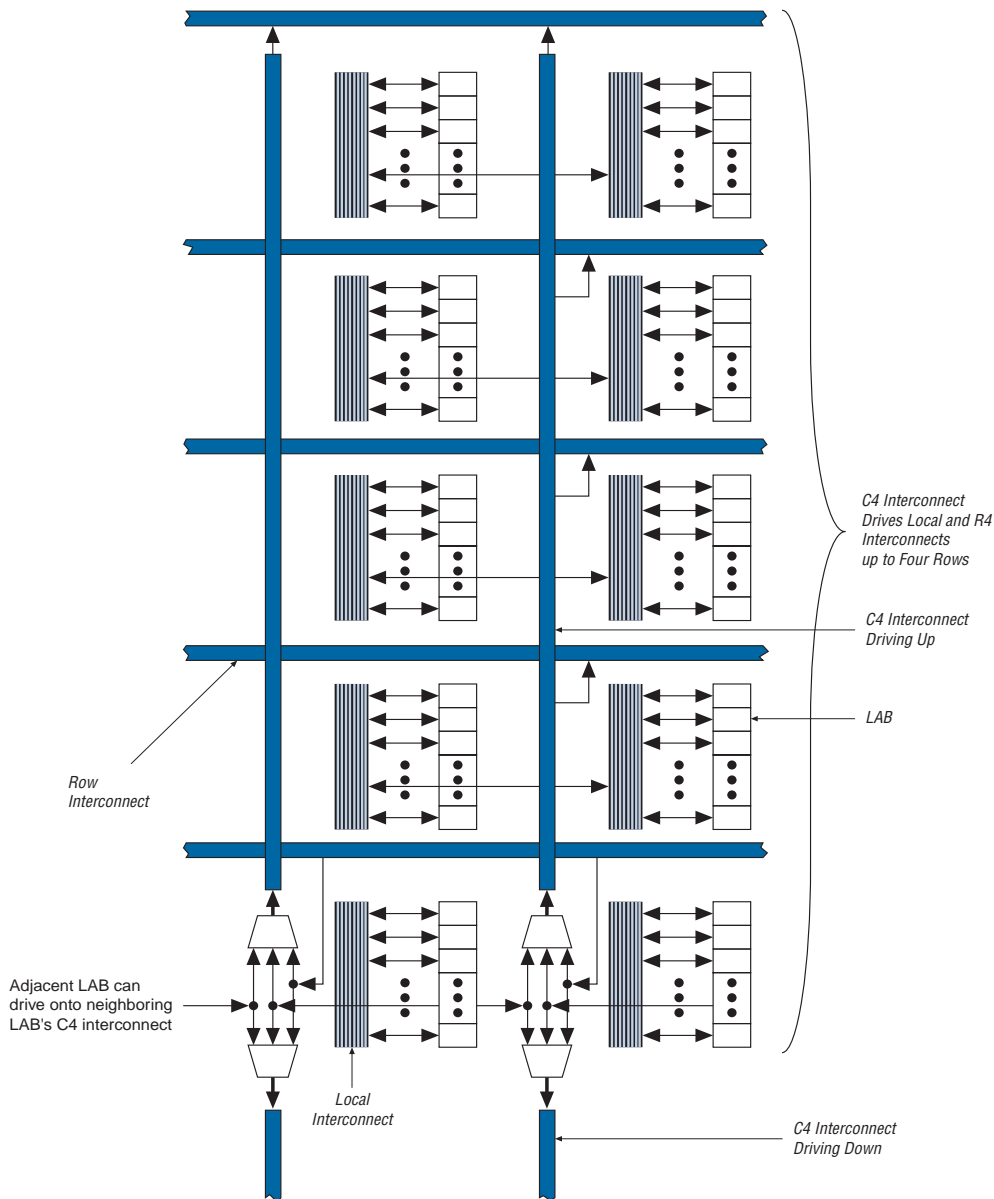 C4 Interconnect
Drives Local and R4
Interconnects
up to Four Rows
C4 Interconnect
Driving Up
LAB
Row
Interconnect
Adjacent LAB can
drive onto neighboring
LAB's C4 interconnect
Local
Interconnect
C4 Interconnect
Driving Down